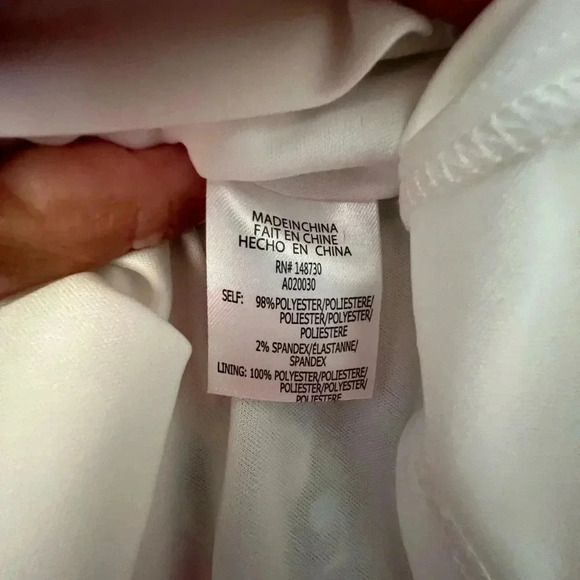 MADEINCHINA
FAIT EN CHINE
HECHO EN CHINA
RN# 148730
A020030
SELF: 98%POLYESTER/POLIESTERE/
POLIESTER/POLYESTER/
POLIESTERE
2% SPANDEX/ÉLASTANNE/
SPANDEX
LINING: 100% POLYESTER/POLIESTERE/
POLIESTER/POLYESTER/
POLIESTERE